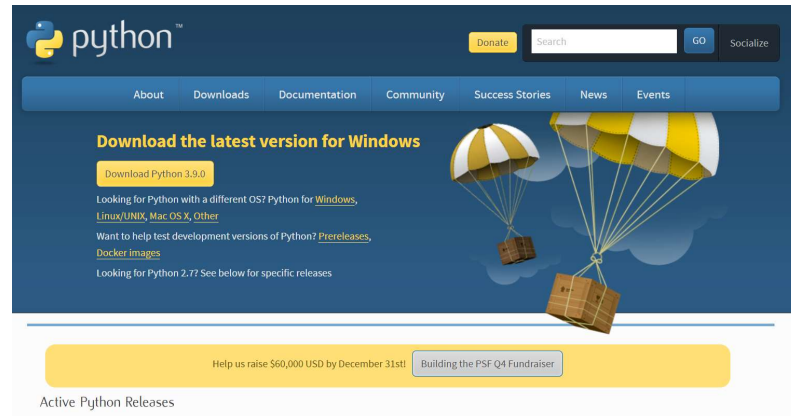 python™
Donate
Search
GO
Socialize
About
Downloads
Documentation
Community
Success Stories
News
Events
Download the latest version for Windows
Download Python 3.9.0
Looking for Python with a different OS? Python for Windows,
Linux/UNIX, Mac OS X, Other
Want to help test development versions of Python? Prereleases,
Docker images
Looking for Python 2.7? See below for specific releases
Help us raise $60,000 USD by December 31st!
Building the PSF Q4 Fundraiser
Active Python Releases